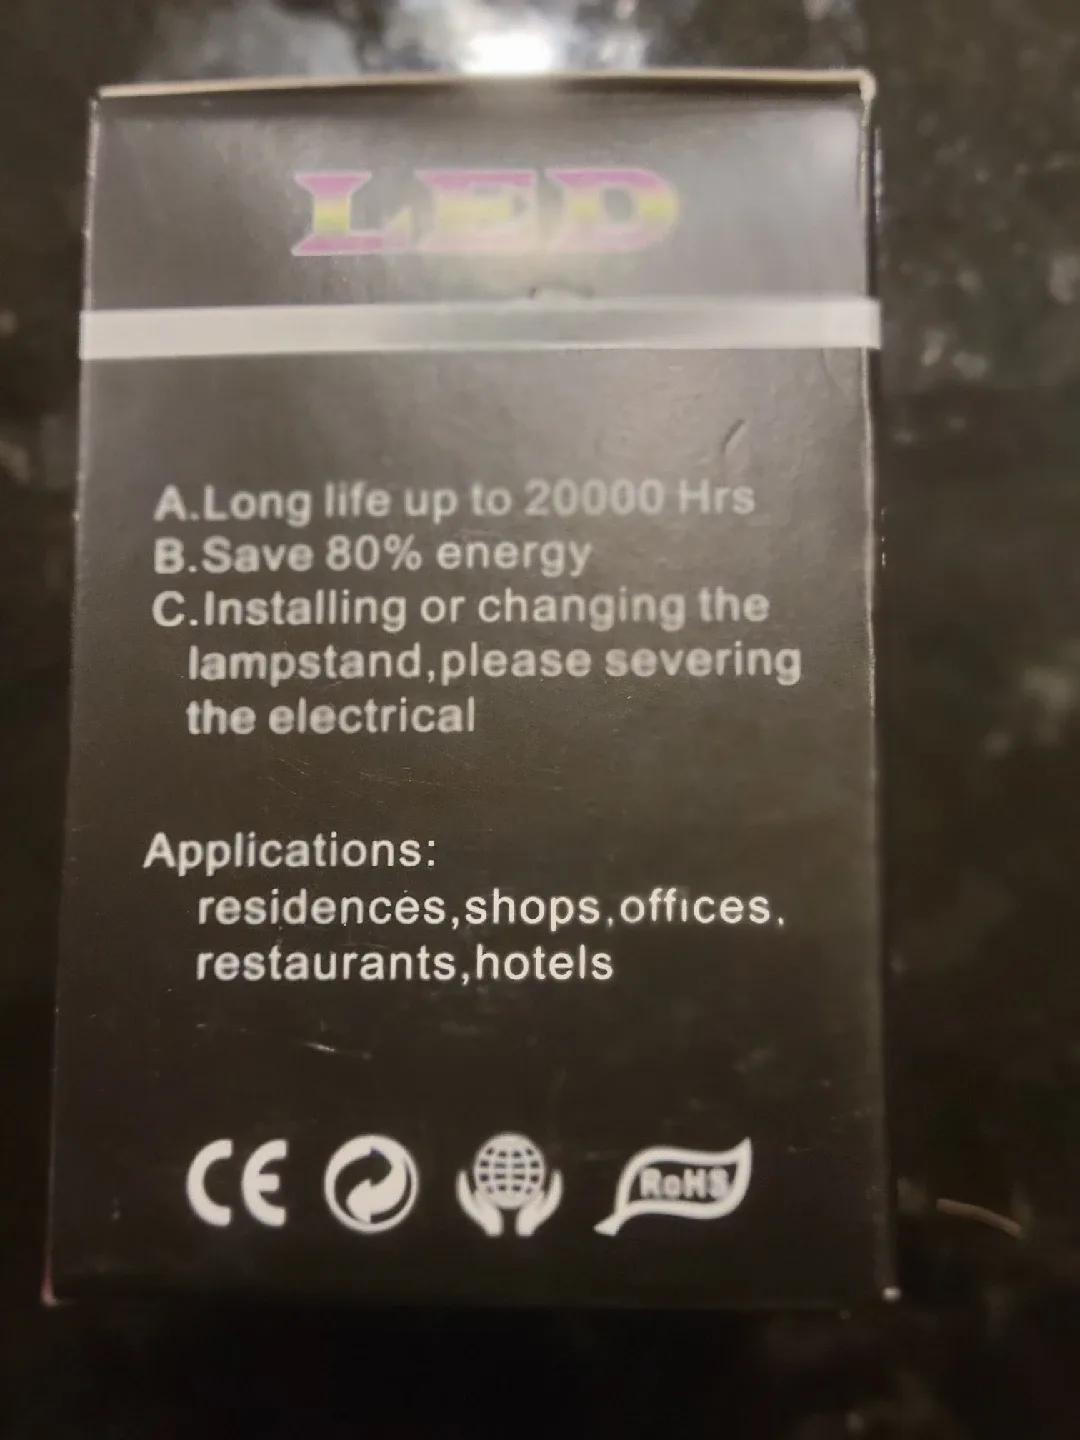 LED
A.Long life up to 20000 Hrs
B.Save 80% energy
C.Installing or changing the
lampstand,please severing
the electrical
Applications:
residences,shops,offices,
restaurants,hotels
CE
RoHS